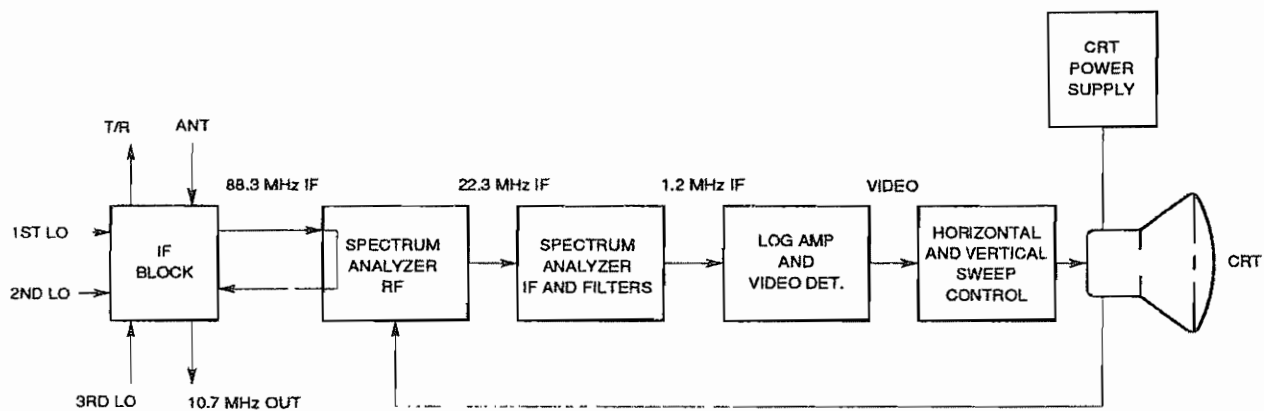 CRT
POWER
SUPPLY
T/R
ANT
88.3 MHz IF
22.3 MHz IF
1.2 MHz IF
VIDEO
1ST LO
2ND LO
IF
BLOCK
SPECTRUM
ANALYZER
RF
SPECTRUM
ANALYZER
IF AND FILTERS
LOG AMP
AND
VIDEO DET.
HORIZONTAL
AND VERTICAL
SWEEP
CONTROL
CRT
3RD LO
10.7 MHz OUT